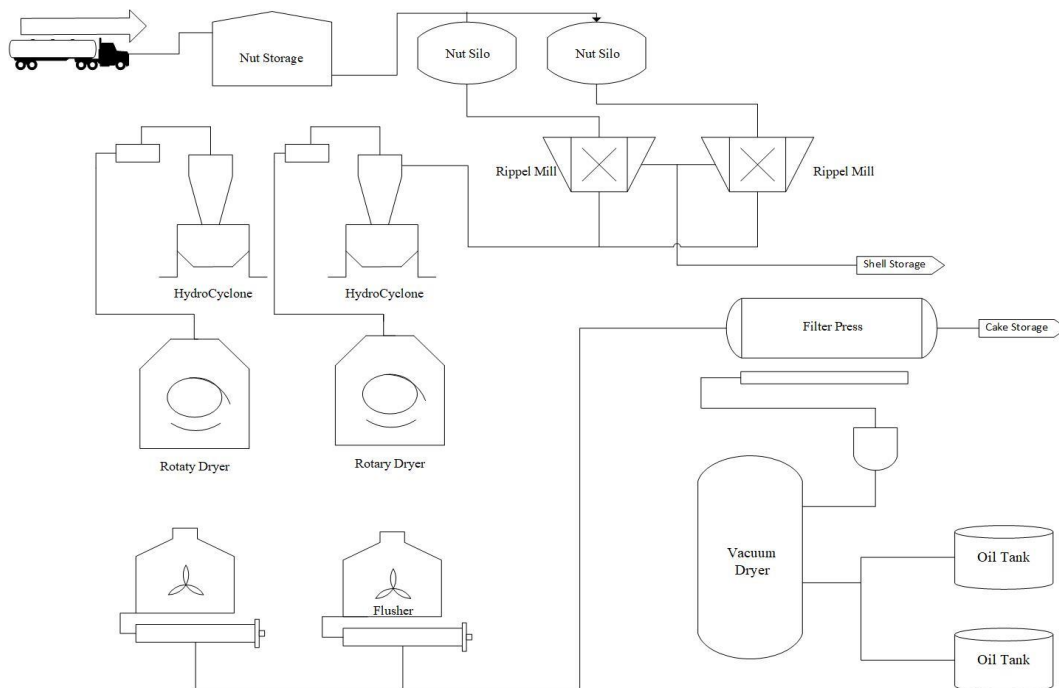 Nut Storage
Nut Silo
Nut Silo
Rippel Mill
Rippel Mill
Shell Storage
HydroCyclone
HydroCyclone
Filter Press
Cake Storage
Rotaty Dryer
Rotary Dryer
Vacuum
Dryer
Oil Tank
Flusher
Oil Tank